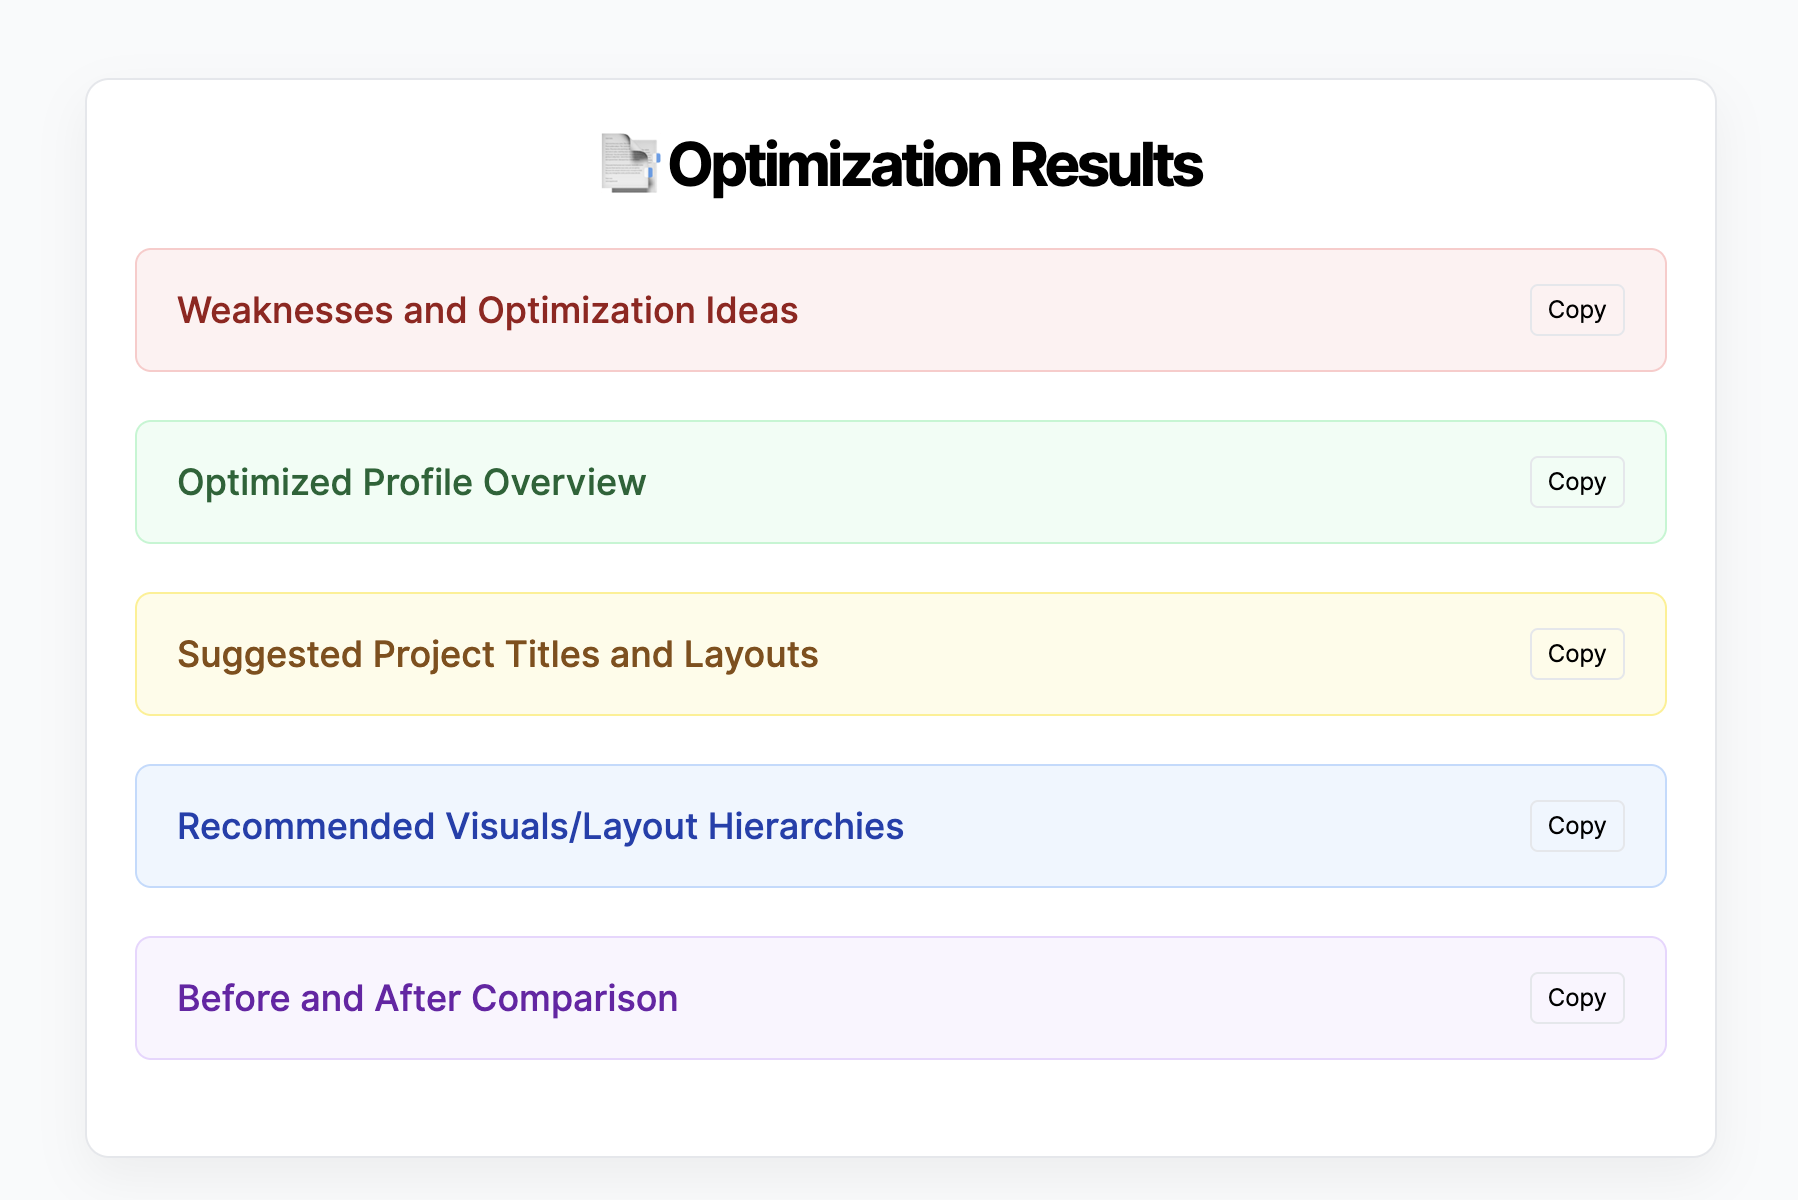 Optimization Results
Weaknesses and Optimization Ideas
Copy
Optimized Profile Overview
Copy
Suggested Project Titles and Layouts
Copy
Recommended Visuals/Layout Hierarchies
Copy
Before and After Comparison
Copy